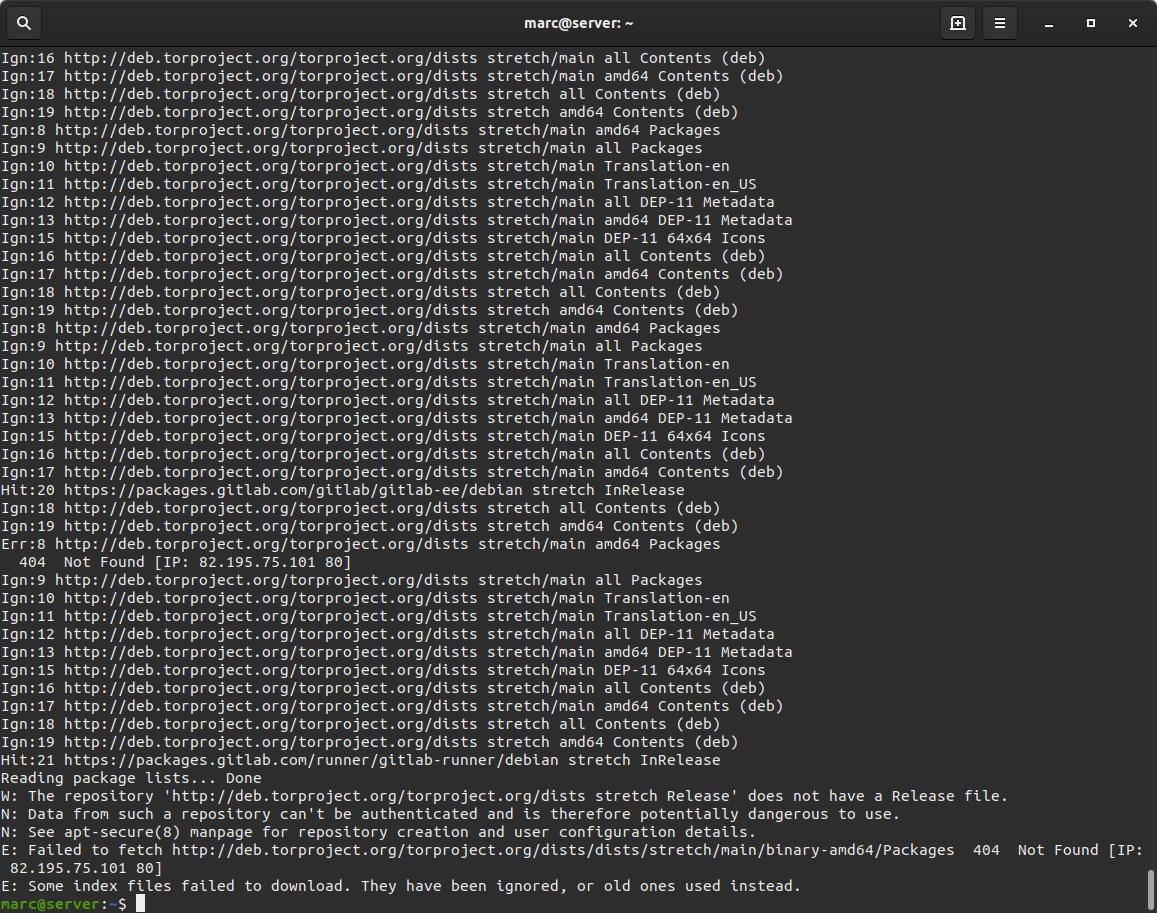 marc@server: ~
Ign:16 http://deb.torproject.org/torproject.org/dists stretch/main all Contents (deb)
Ign:17 http://deb.torproject.org/torproject.org/dists stretch/main amd64 Contents (deb)
Ign:18 http://deb.torproject.org/torproject.org/dists stretch all Contents (deb)
Ign:19 http://deb.torproject.org/torproject.org/dists stretch amd64 Contents (deb)
Ign:8 http://deb.torproject.org/torproject.org/dists stretch/main amd64 Packages
Ign:9 http://deb.torproject.org/torproject.org/dists stretch/main all Packages
Ign:10 http://deb.torproject.org/torproject.org/dists stretch/main Translation-en
Ign:11 http://deb.torproject.org/torproject.org/dists stretch/main Translation-en_US
Ign:12 http://deb.torproject.org/torproject.org/dists stretch/main all DEP-11 Metadata
Ign:13 http://deb.torproject.org/torproject.org/dists stretch/main amd64 DEP-11 Metadata
Ign:15 http://deb.torproject.org/torproject.org/dists stretch/main DEP-11 64x64 Icons
Ign:16 http://deb.torproject.org/torproject.org/dists stretch/main all Contents (deb)
Ign:17 http://deb.torproject.org/torproject.org/dists stretch/main amd64 Contents (deb)
Ign:18 http://deb.torproject.org/torproject.org/dists stretch all Contents (deb)
Ign:19 http://deb.torproject.org/torproject.org/dists stretch amd64 Contents (deb)
Ign:8 http://deb.torproject.org/torproject.org/dists stretch/main amd64 Packages
Ign:9 http://deb.torproject.org/torproject.org/dists stretch/main all Packages
Ign:10 http://deb.torproject.org/torproject.org/dists stretch/main Translation-en
Ign:11 http://deb.torproject.org/torproject.org/dists stretch/main Translation-en_US
Ign:12 http://deb.torproject.org/torproject.org/dists stretch/main all DEP-11 Metadata
Ign:13 http://deb.torproject.org/torproject.org/dists stretch/main amd64 DEP-11 Metadata
Ign:15 http://deb.torproject.org/torproject.org/dists stretch/main DEP-11 64x64 Icons
Ign:16 http://deb.torproject.org/torproject.org/dists stretch/main all Contents (deb)
Ign:17 http://deb.torproject.org/torproject.org/dists stretch/main amd64 Contents (deb)
Hit:20 https://packages.gitlab.com/gitlab/gitlab-ee/debian stretch InRelease
Ign:18 http://deb.torproject.org/torproject.org/dists stretch all Contents (deb)
Ign:19 http://deb.torproject.org/torproject.org/dists stretch amd64 Contents (deb)
Err:8 http://deb.torproject.org/torproject.org/dists stretch/main amd64 Packages
  404  Not Found [IP: 82.195.75.101 80]
Ign:9 http://deb.torproject.org/torproject.org/dists stretch/main all Packages
Ign:10 http://deb.torproject.org/torproject.org/dists stretch/main Translation-en
Ign:11 http://deb.torproject.org/torproject.org/dists stretch/main Translation-en_US
Ign:12 http://deb.torproject.org/torproject.org/dists stretch/main all DEP-11 Metadata
Ign:13 http://deb.torproject.org/torproject.org/dists stretch/main amd64 DEP-11 Metadata
Ign:15 http://deb.torproject.org/torproject.org/dists stretch/main DEP-11 64x64 Icons
Ign:16 http://deb.torproject.org/torproject.org/dists stretch/main all Contents (deb)
Ign:17 http://deb.torproject.org/torproject.org/dists stretch/main amd64 Contents (deb)
Ign:18 http://deb.torproject.org/torproject.org/dists stretch all Contents (deb)
Ign:19 http://deb.torproject.org/torproject.org/dists stretch amd64 Contents (deb)
Hit:21 https://packages.gitlab.com/runner/gitlab-runner/debian stretch InRelease
Reading package lists... Done
W: The repository 'http://deb.torproject.org/torproject.org/dists stretch Release' does not have a Release file.
N: Data from such a repository can't be authenticated and is therefore potentially dangerous to use.
N: See apt-secure(8) manpage for repository creation and user configuration details.
E: Failed to fetch http://deb.torproject.org/torproject.org/dists/dists/stretch/main/binary-amd64/Packages  404  Not Found [IP:
 82.195.75.101 80]
E: Some index files failed to download. They have been ignored, or old ones used instead.
marc@server:~$